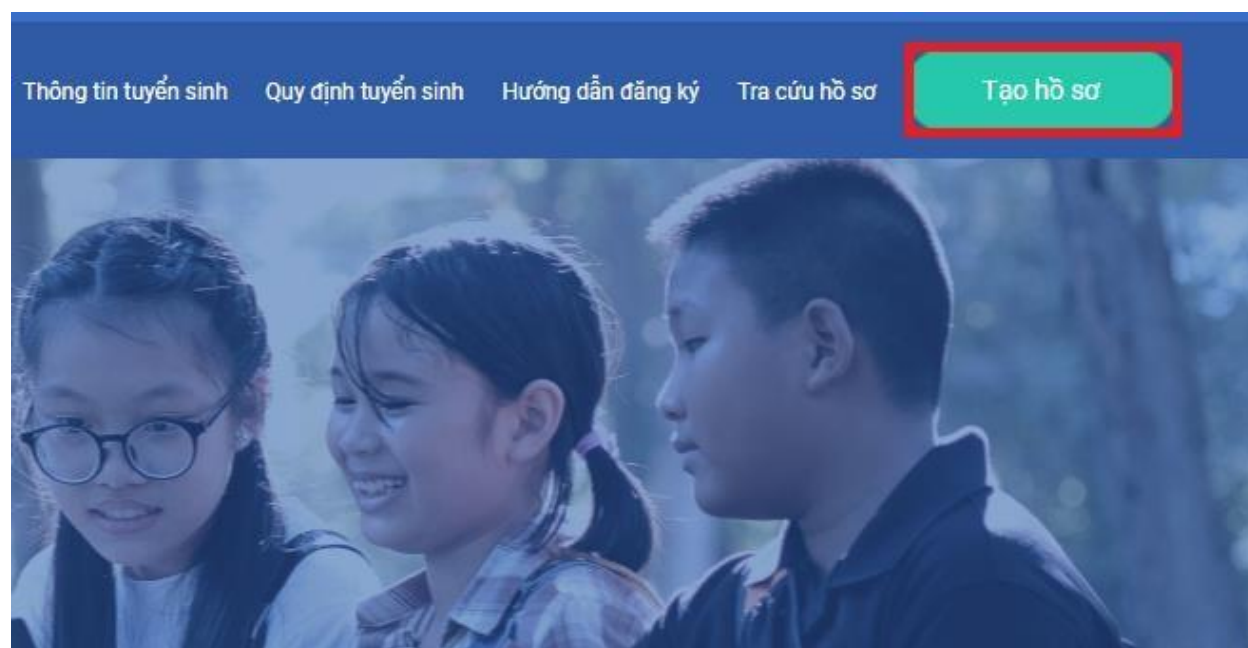 Thông tin tuyển sinh Quy định tuyển sinh Hướng dẫn đăng ký Tra cứu hồ sơ Tạo hồ sơ